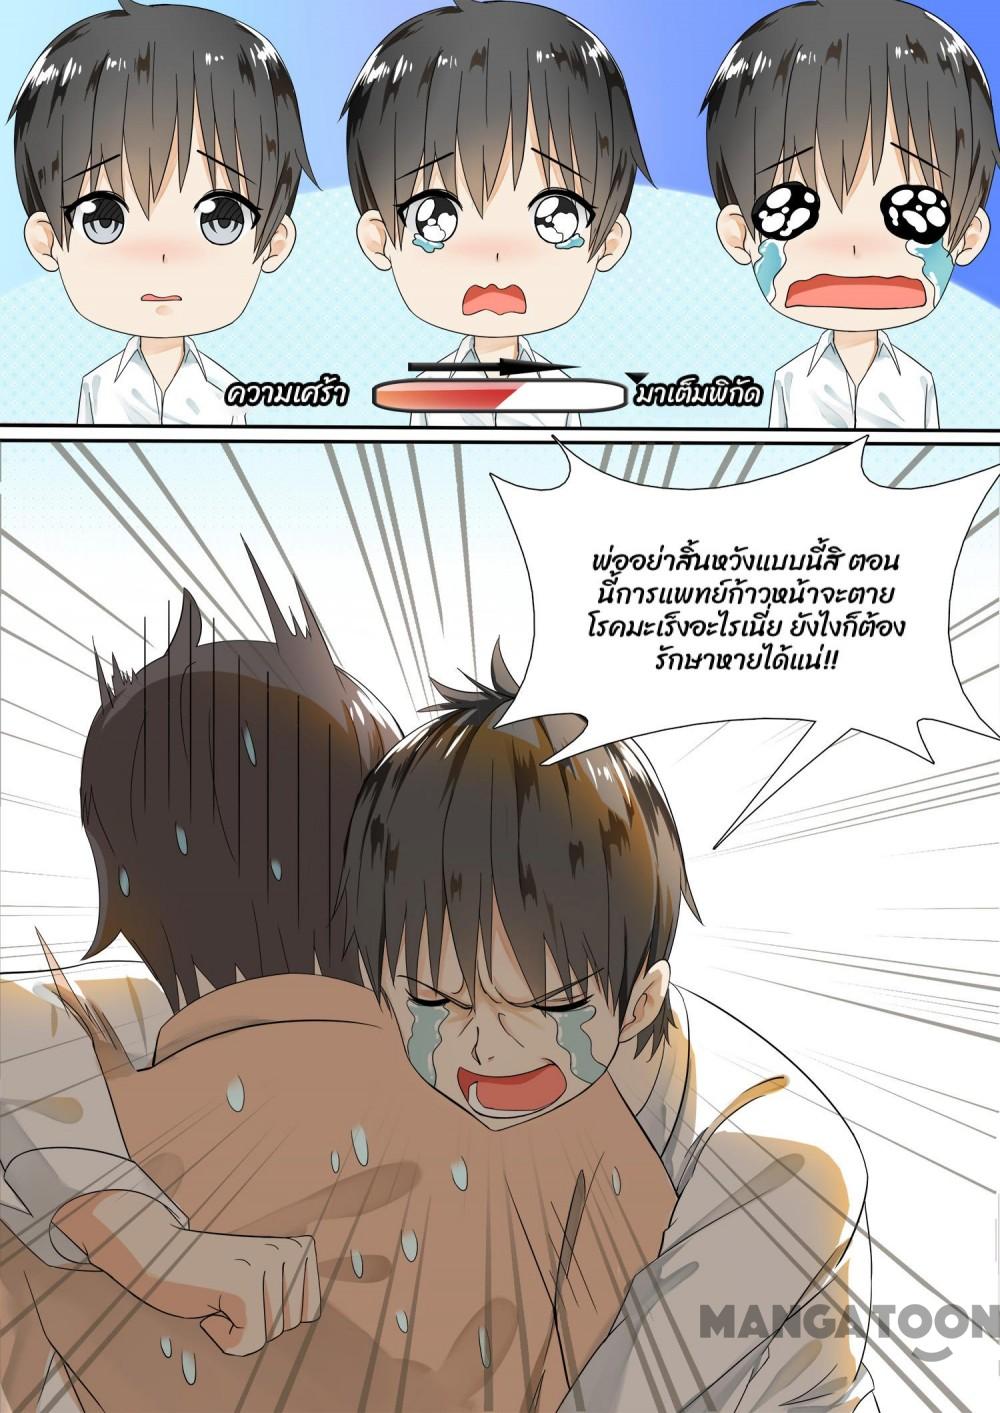 ความเศร้า
มาเต็มพิกัด
พ่ออย่าสิ้นหวังแบบนี้สิ ตอน
นี้การแพทย์ก้าวหน้าจะตาย
โรคมะเร็งอะไรเนี่ย ยังไงก็ต้อง
รักษาหายได้แน่!!
MANGATOON